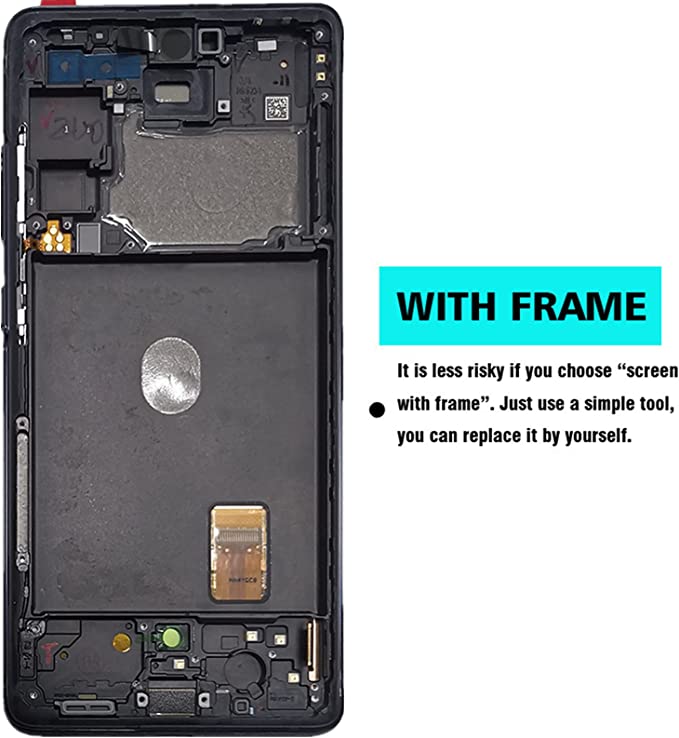 WITH FRAME
It is less risky if you choose “screen
with frame”. Just use a simple tool,
you can replace it by yourself.